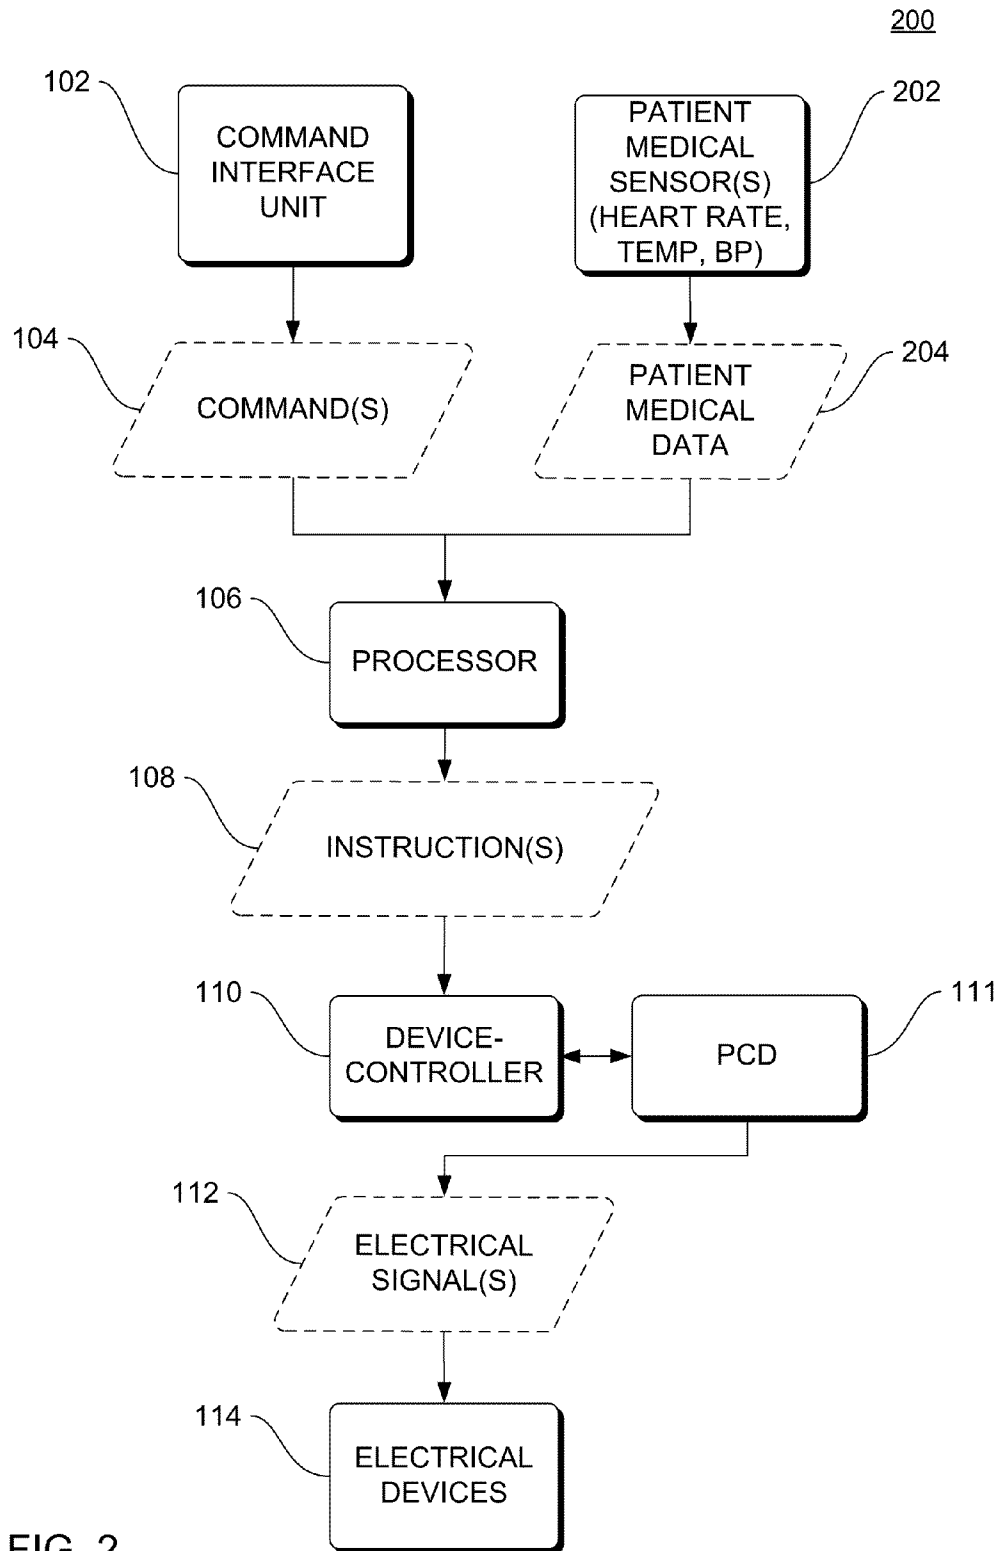 200
102
COMMAND
INTERFACE
UNIT
PATIENT
MEDICAL
SENSOR(S)
(HEART RATE,
TEMP, BP)
202
104
COMMAND(S)
PATIENT
MEDICAL
DATA
204
106
PROCESSOR
108
INSTRUCTION(S)
110
DEVICE-
CONTROLLER
PCD
111
112
ELECTRICAL
SIGNAL(S)
114
ELECTRICAL
DEVICES
FIG. 2